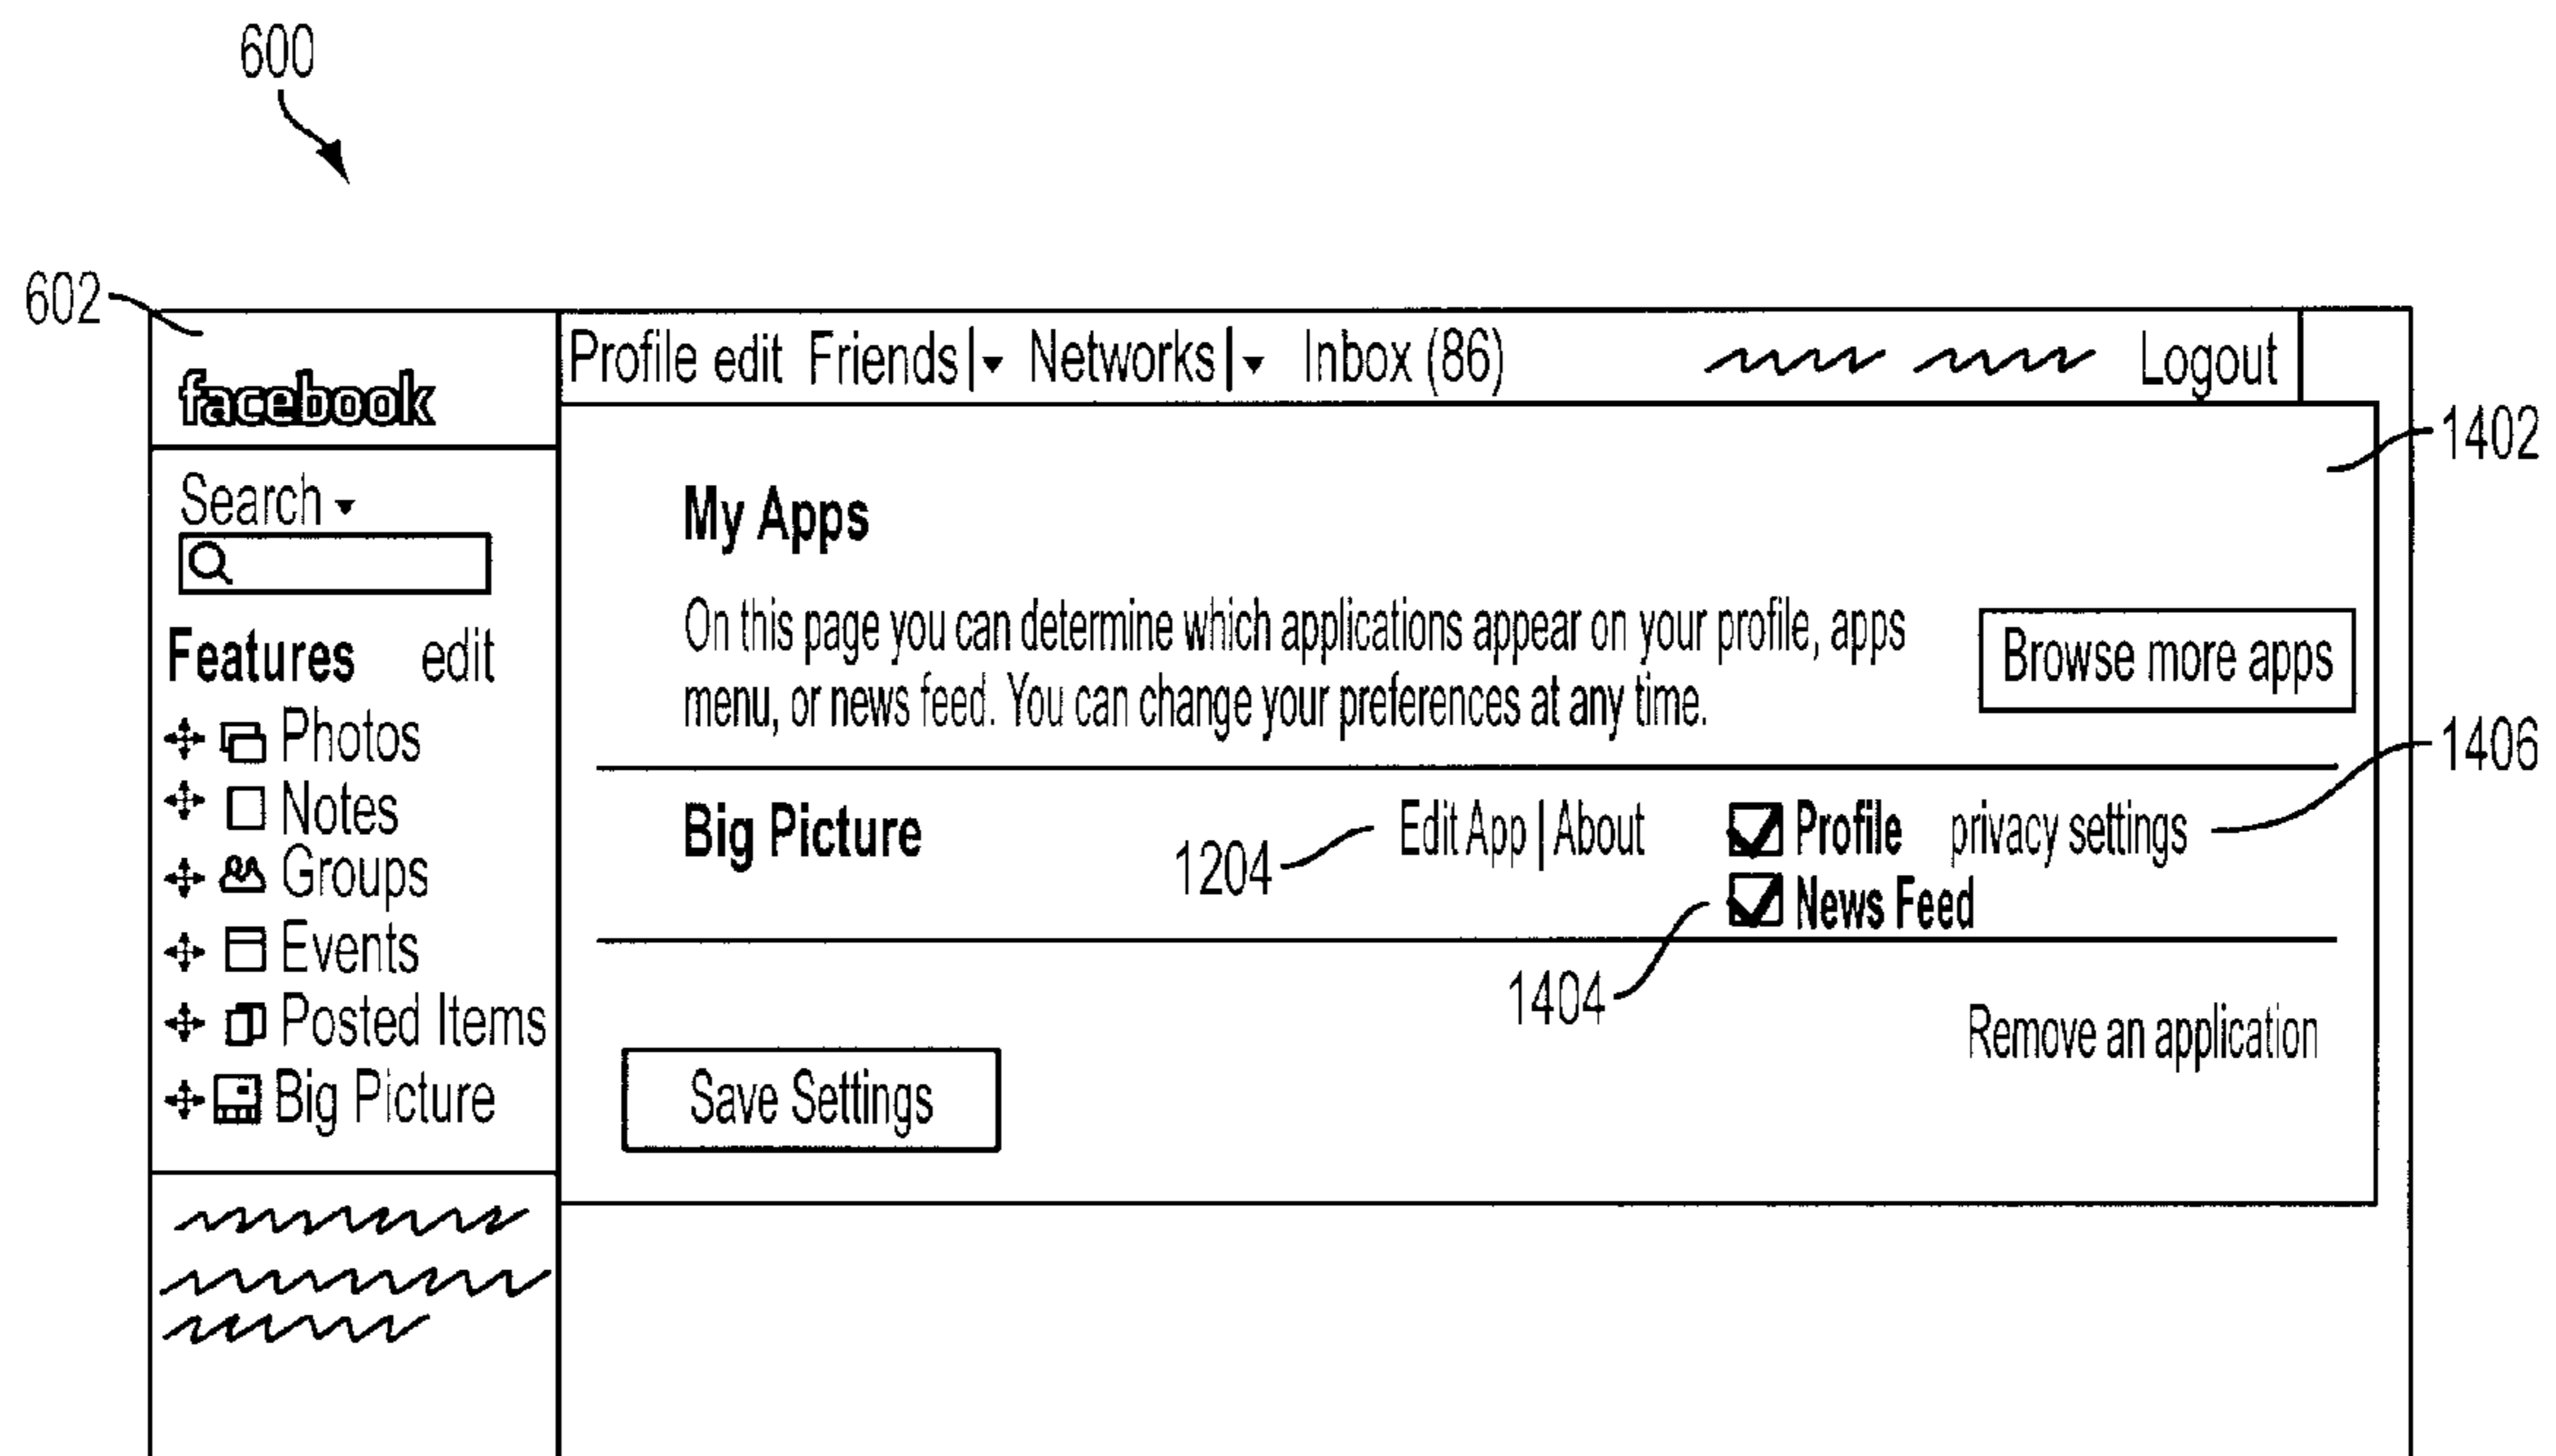 600
602
facebook
Profile edit Friends|▾ Networks|▾ Inbox (86) Logout
1402
Search ▾
My Apps
On this page you can determine which applications appear on your profile, apps
menu, or news feed. You can change your preferences at any time.
Browse more apps
1406
Features edit
Photos
Notes
Groups
Events
Posted Items
Big Picture
Big Picture
1204
Edit App | About
Profile privacy settings
News Feed
1404
Remove an application
Save Settings